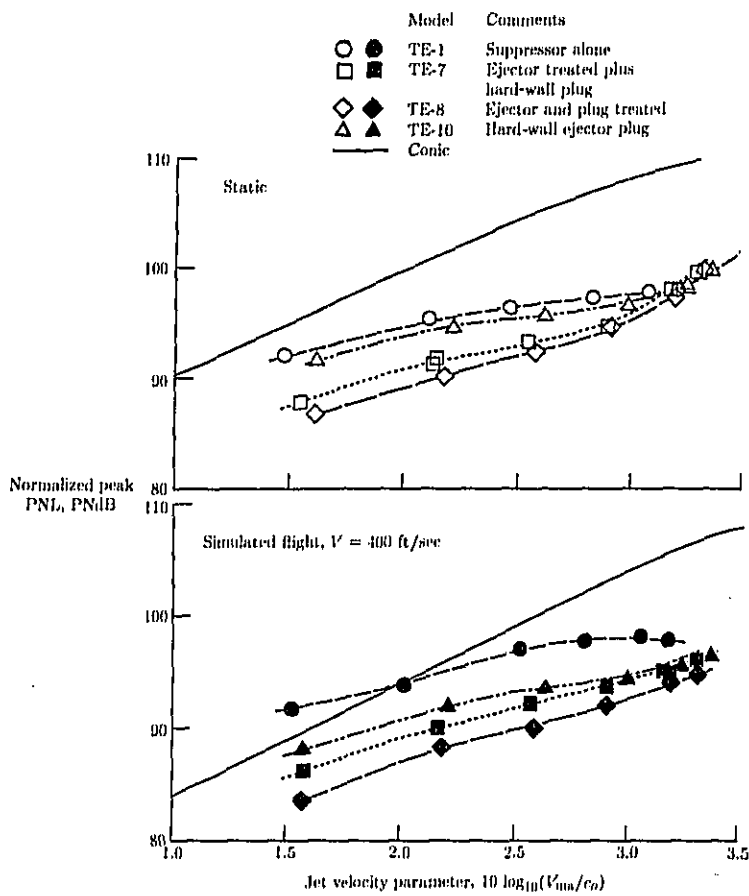 Model Comments
TE-1 Suppressor alone
TE-7 Ejector treated plus
hard-wall plug
TE-8 Ejector and plug treated
TE-10 Hard-wall ejector plug
Conic
110
Static
100
90
80
Normalized peak
PNL, PNdB
110
Simulated flight, V = 400 ft/sec
100
90
80
1.0 1.5 2.0 2.5 3.0 3.5
Jet velocity parameter, 10 log10(Vma/c0)